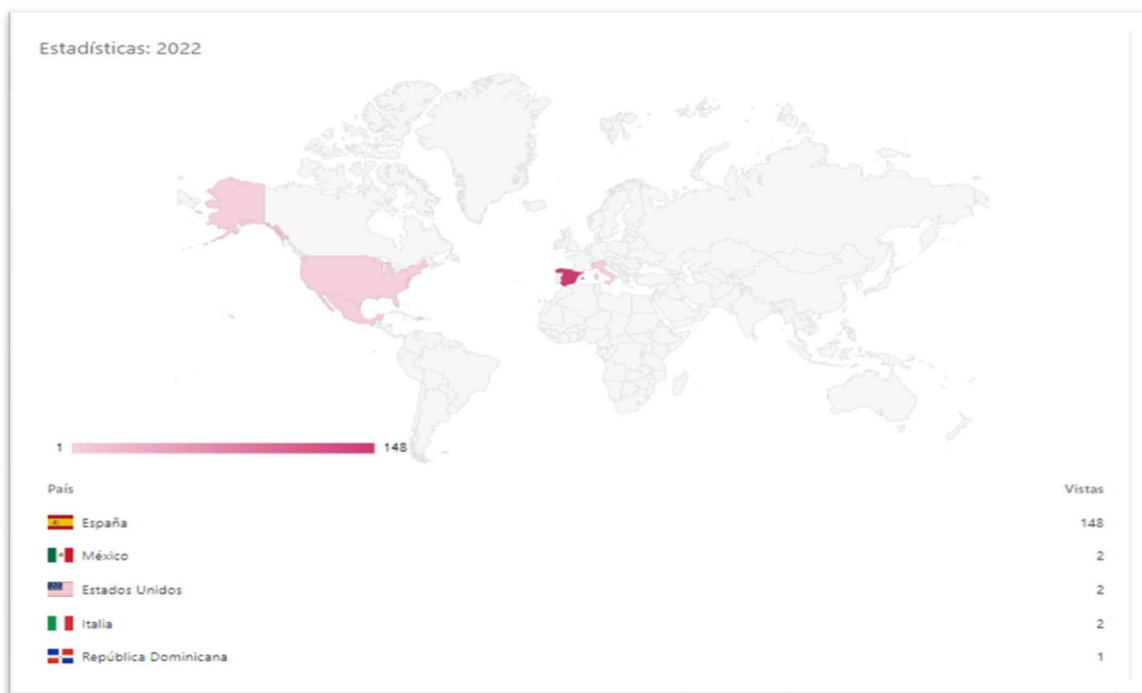 Estadísticas: 2022
1 148
País Vistas
España 148
México 2
Estados Unidos 2
Italia 2
República Dominicana 1